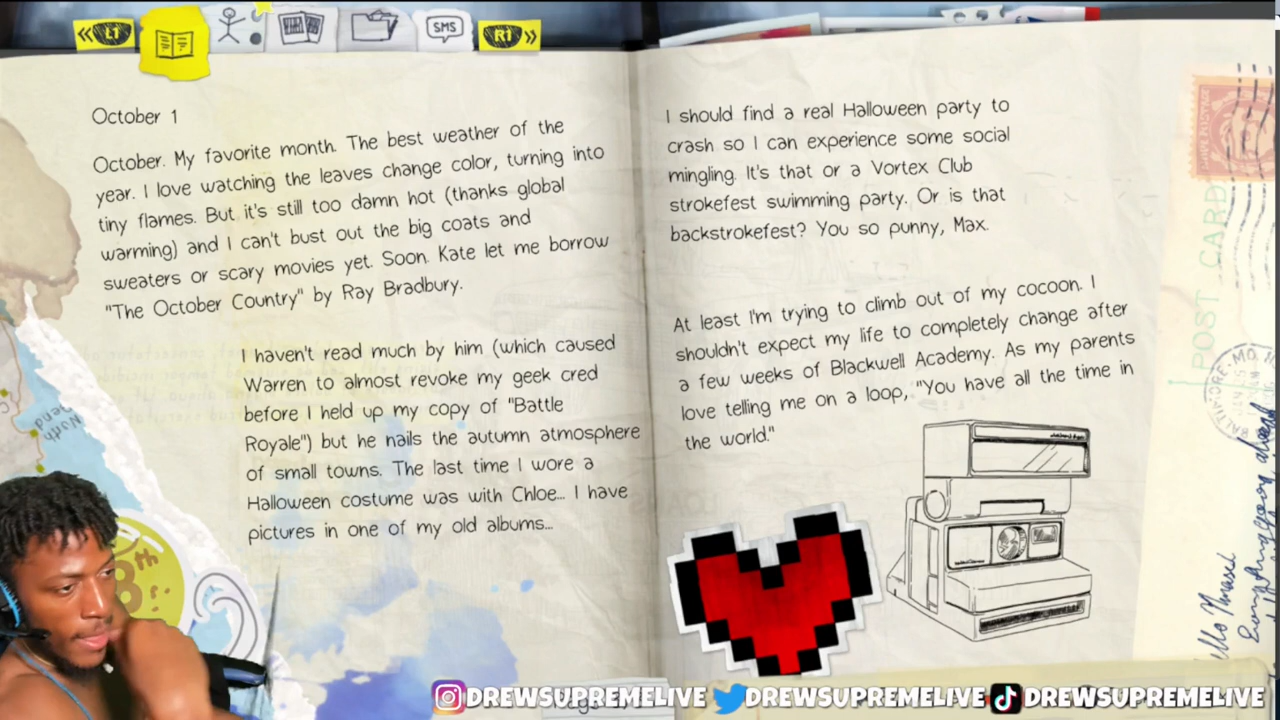 L1
SMS
R1
October 1
October. My favorite month. The best weather of the
year. I love watching the leaves change color, turning into
tiny flames. But it's still too damn hot (thanks global
warming) and I can't bust out the big coats and
sweaters or scary movies yet. Soon. Kate let me borrow
"The October Country" by Ray Bradbury.
I haven't read much by him (which caused
Warren to almost revoke my geek cred
before I held up my copy of "Battle
Royale") but he nails the autumn atmosphere
of small towns. The last time I wore a
Halloween costume was with Chloe... I have
pictures in one of my old albums...
I should find a real Halloween party to
crash so I can experience some social
mingling. It's that or a Vortex Club
strokefest swimming party. Or is that
backstrokefest? You so punny, Max.
At least I'm trying to climb out of my cocoon. I
shouldn't expect my life to completely change after
a few weeks of Blackwell Academy. As my parents
love telling me on a loop, "You have all the time in
the world."
POST CARD
8th
North
DREWSUPREMELIVE
DREWSUPREMELIVE
DREWSUPREMELIVE